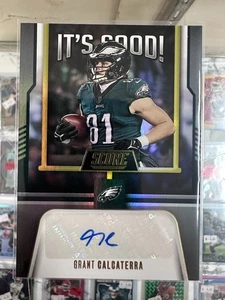 IT'S GOOD!
81
SCORE
GRANT CALCATERRA